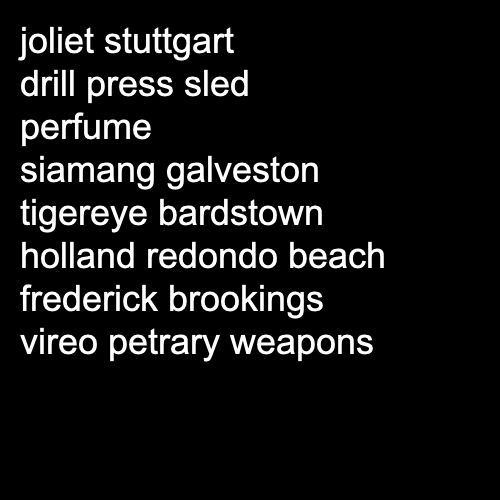 joliet stuttgart
drill press sled
perfume
siamang galveston
tigereye bardstown
holland redondo beach
frederick brookings
vireo petrary weapons